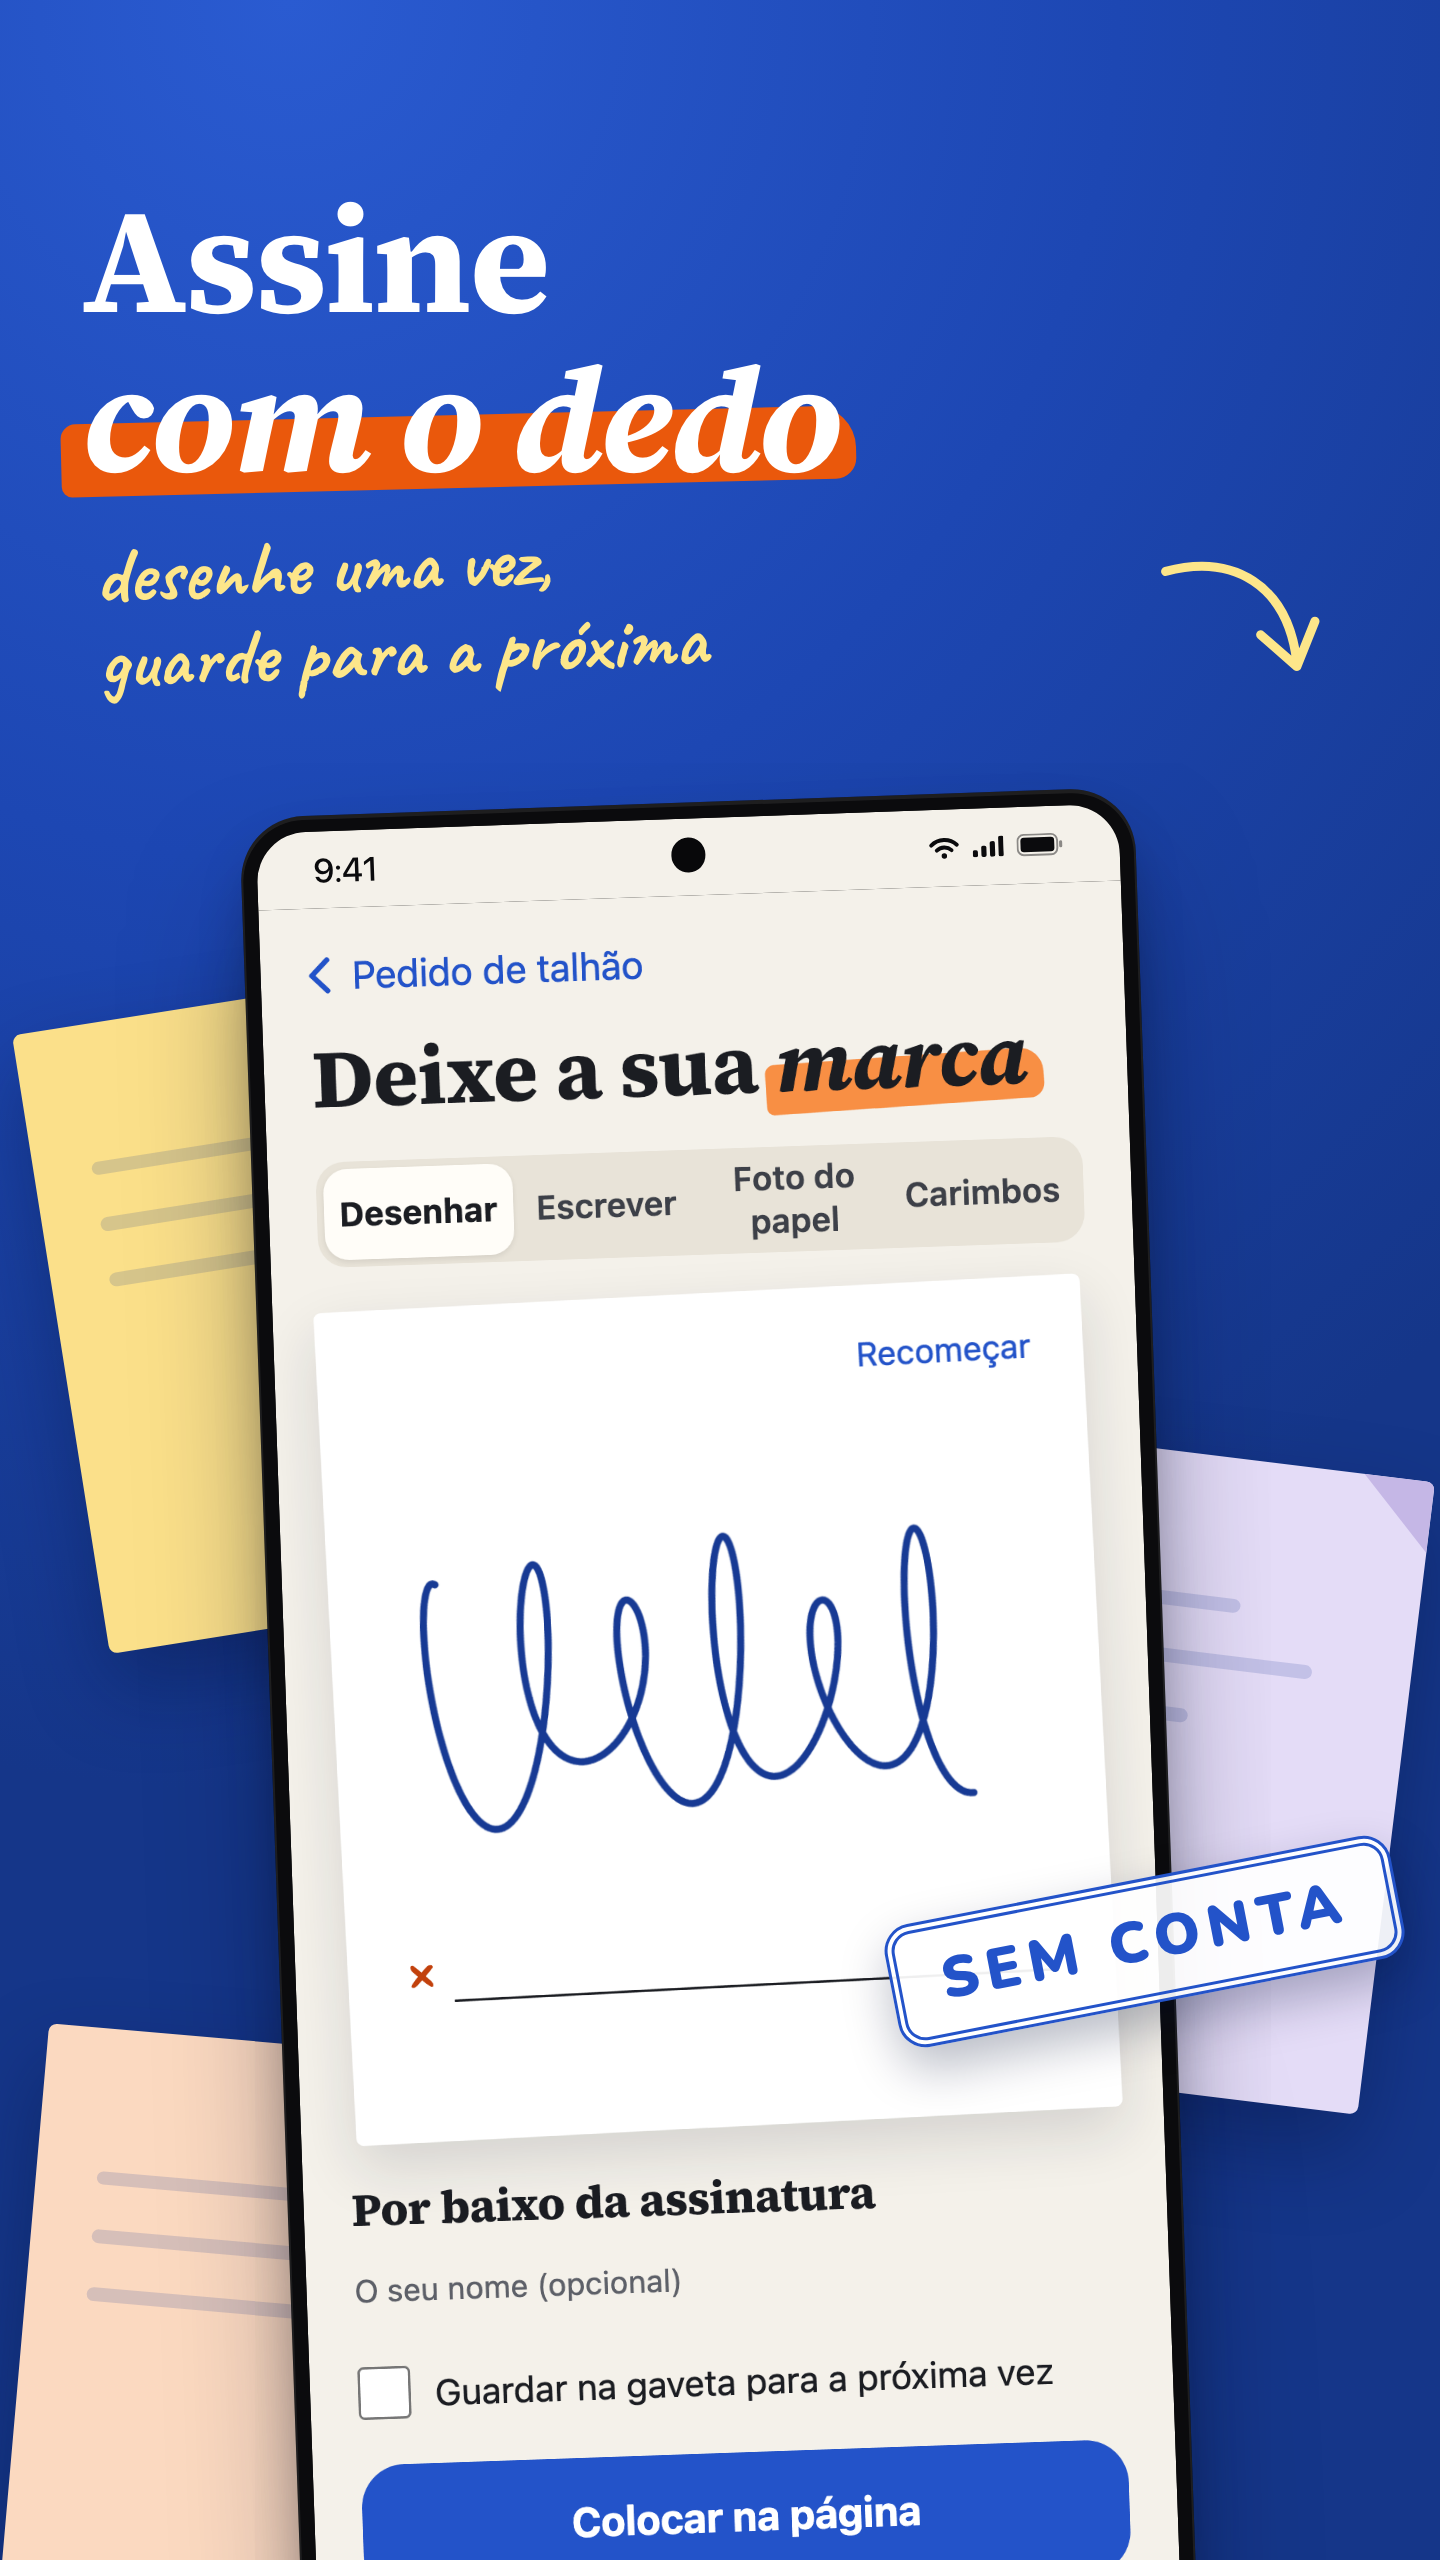 Assine
com o dedo
desenhe uma vez,
guarde para a próxima
9:41
Pedido de talhão
Deixe a sua marca
Desenhar
Escrever
Foto do
papel
Carimbos
Recomeçar
×
SEM CONTA
Por baixo da assinatura
O seu nome (opcional)
Guardar na gaveta para a próxima vez
Colocar na página